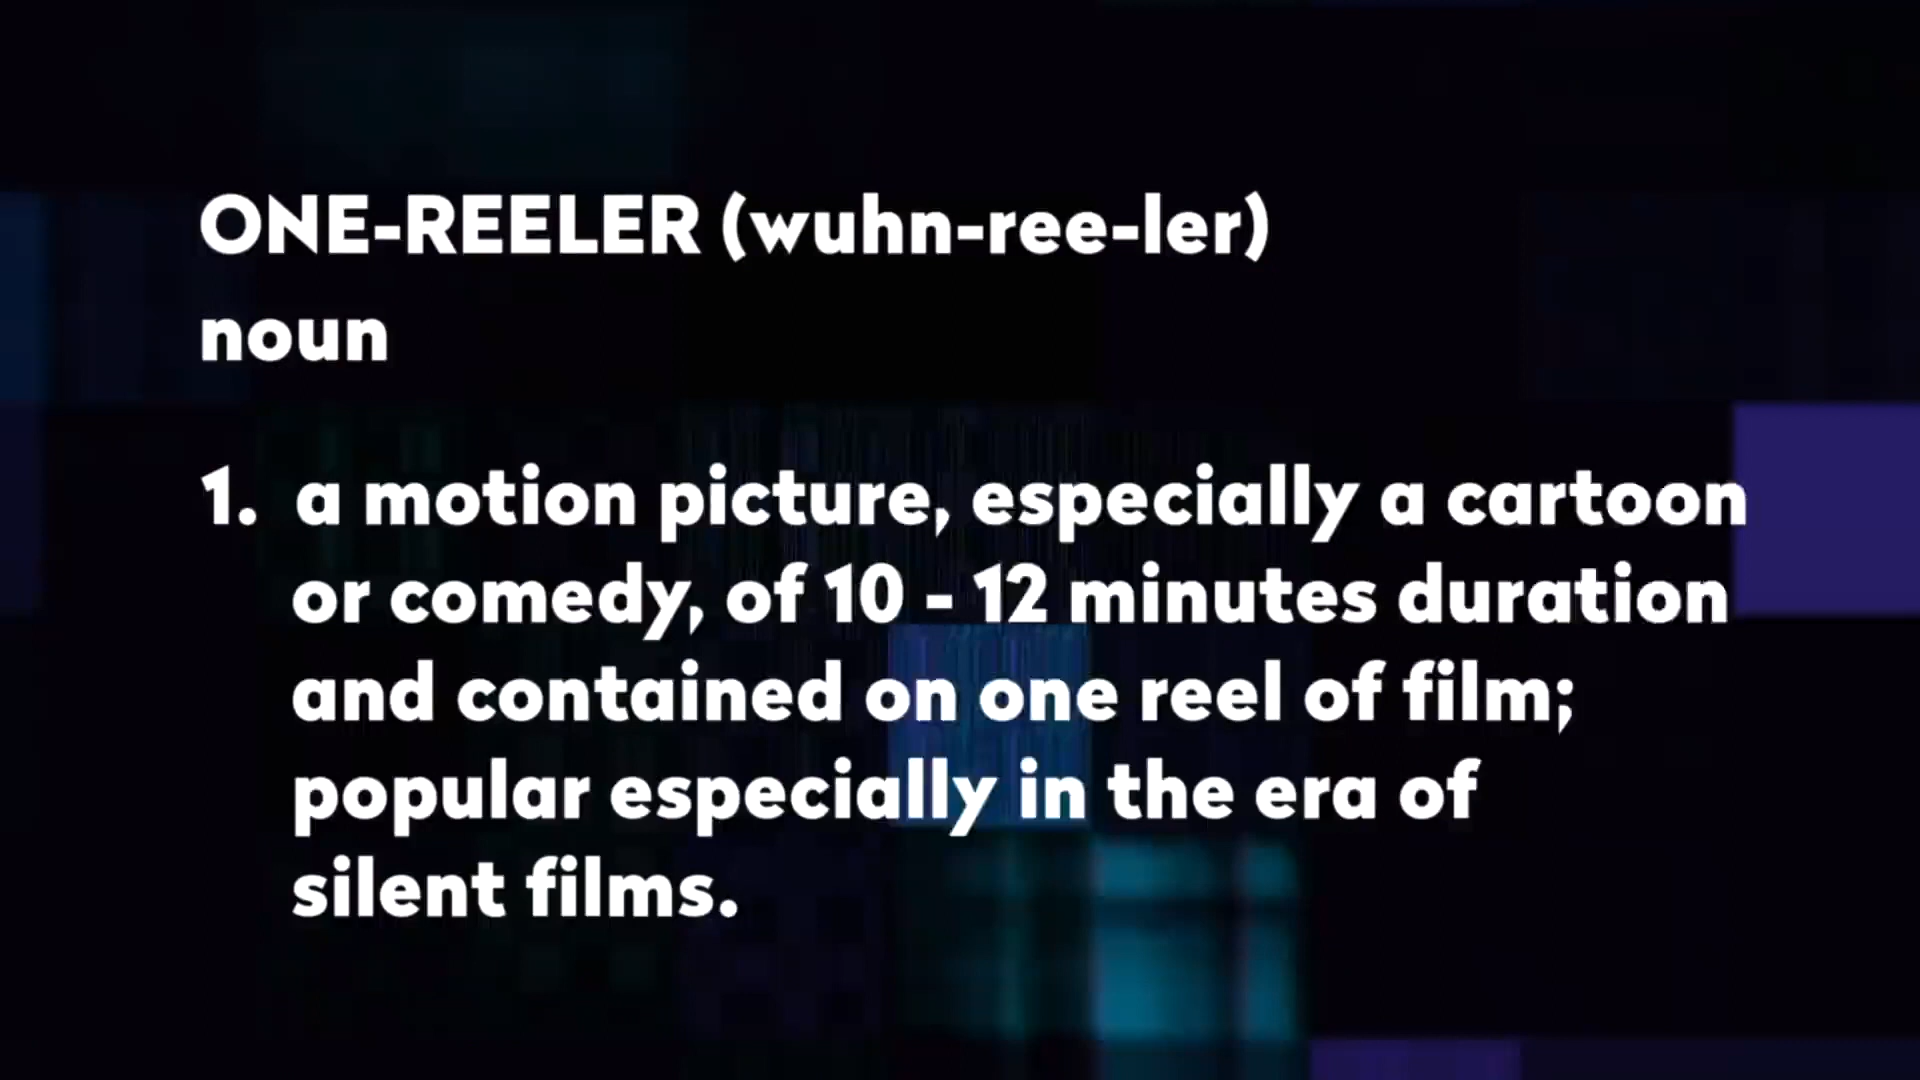 ONE-REELER (wuhn-ree-ler)
noun
1. a motion picture, especially a cartoon
or comedy, of 10 - 12 minutes duration
and contained on one reel of film;
popular especially in the era of
silent films.